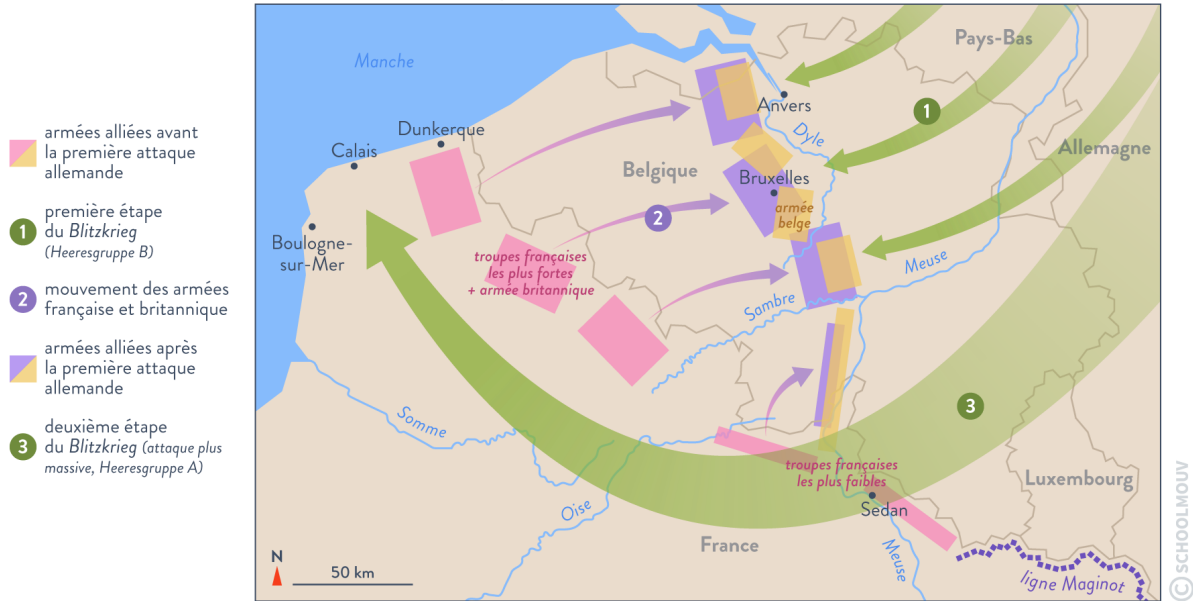 armées alliées avant
la première attaque
allemande
1
première étape
du Blitzkrieg
(Heeresgruppe B)
2
mouvement des armées
française et britannique
armées alliées après
la première attaque
allemande
3
deuxième étape
du Blitzkrieg (attaque plus
massive, Heeresgruppe A)
Manche
Pays-Bas
Anvers
1
Dunkerque
Dyle
Calais
Allemagne
Belgique
Bruxelles
2
armée
belge
Boulogne-
sur-Mer
troupes françaises
les plus fortes
+ armée britannique
Meuse
Sambre
3
Somme
troupes françaises
les plus faibles
Luxembourg
Oise
Sedan
France
Meuse
N
50 km
ligne Maginot
© SCHOOLMOUV